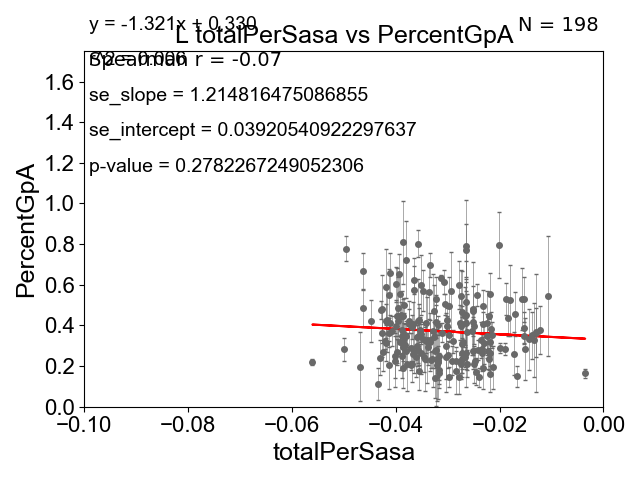 y = -1.321x + 0.330
N = 198
L totalPerSasa vs PercentGpA
Spearman r = -0.07
se_slope = 1.214816475086855
se_intercept = 0.03920540922297637
p-value = 0.2782267249052306
PercentGpA
1.6
1.4
1.2
1.0
0.8
0.6
0.4
0.2
0.0
−0.10
−0.08
−0.06
−0.04
−0.02
0.00
totalPerSasa